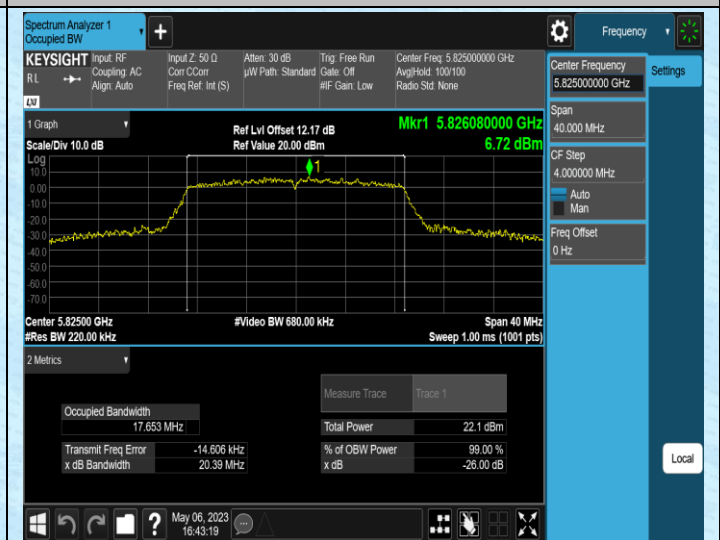 Spectrum Analyzer 1
Occupied BW
+
Frequency
KEYSIGHT
R L
LXI
Input: RF
Coupling: AC
Align: Auto
Input Z: 50 Ω
Corr CCorr
Freq Ref: Int (S)
Atten: 30 dB
µW Path: Standard
Trig: Free Run
Gate: Off
#IF Gain: Low
Center Freq: 5.825000000 GHz
Avg|Hold: 100/100
Radio Std: None
Center Frequency
5.825000000 GHz
Settings
Span
40.000 MHz
CF Step
4.000000 MHz
Auto
Man
Freq Offset
0 Hz
Local
1 Graph
Scale/Div 10.0 dB
Ref Lvl Offset 12.17 dB
Ref Value 20.00 dBm
Mkr1 5.826080000 GHz
6.72 dBm
Log
10.0
0.00
-10.0
-20.0
-30.0
-40.0
-50.0
-60.0
-70.0
1
Center 5.82500 GHz
#Res BW 220.00 kHz
#Video BW 680.00 kHz
Span 40 MHz
Sweep 1.00 ms (1001 pts)
2 Metrics
Measure Trace Trace 1
Occupied Bandwidth
17.653 MHz
Total Power 22.1 dBm
Transmit Freq Error -14.606 kHz
% of OBW Power 99.00 %
x dB Bandwidth 20.39 MHz
x dB -26.00 dB
?
May 06, 2023
16:43:19